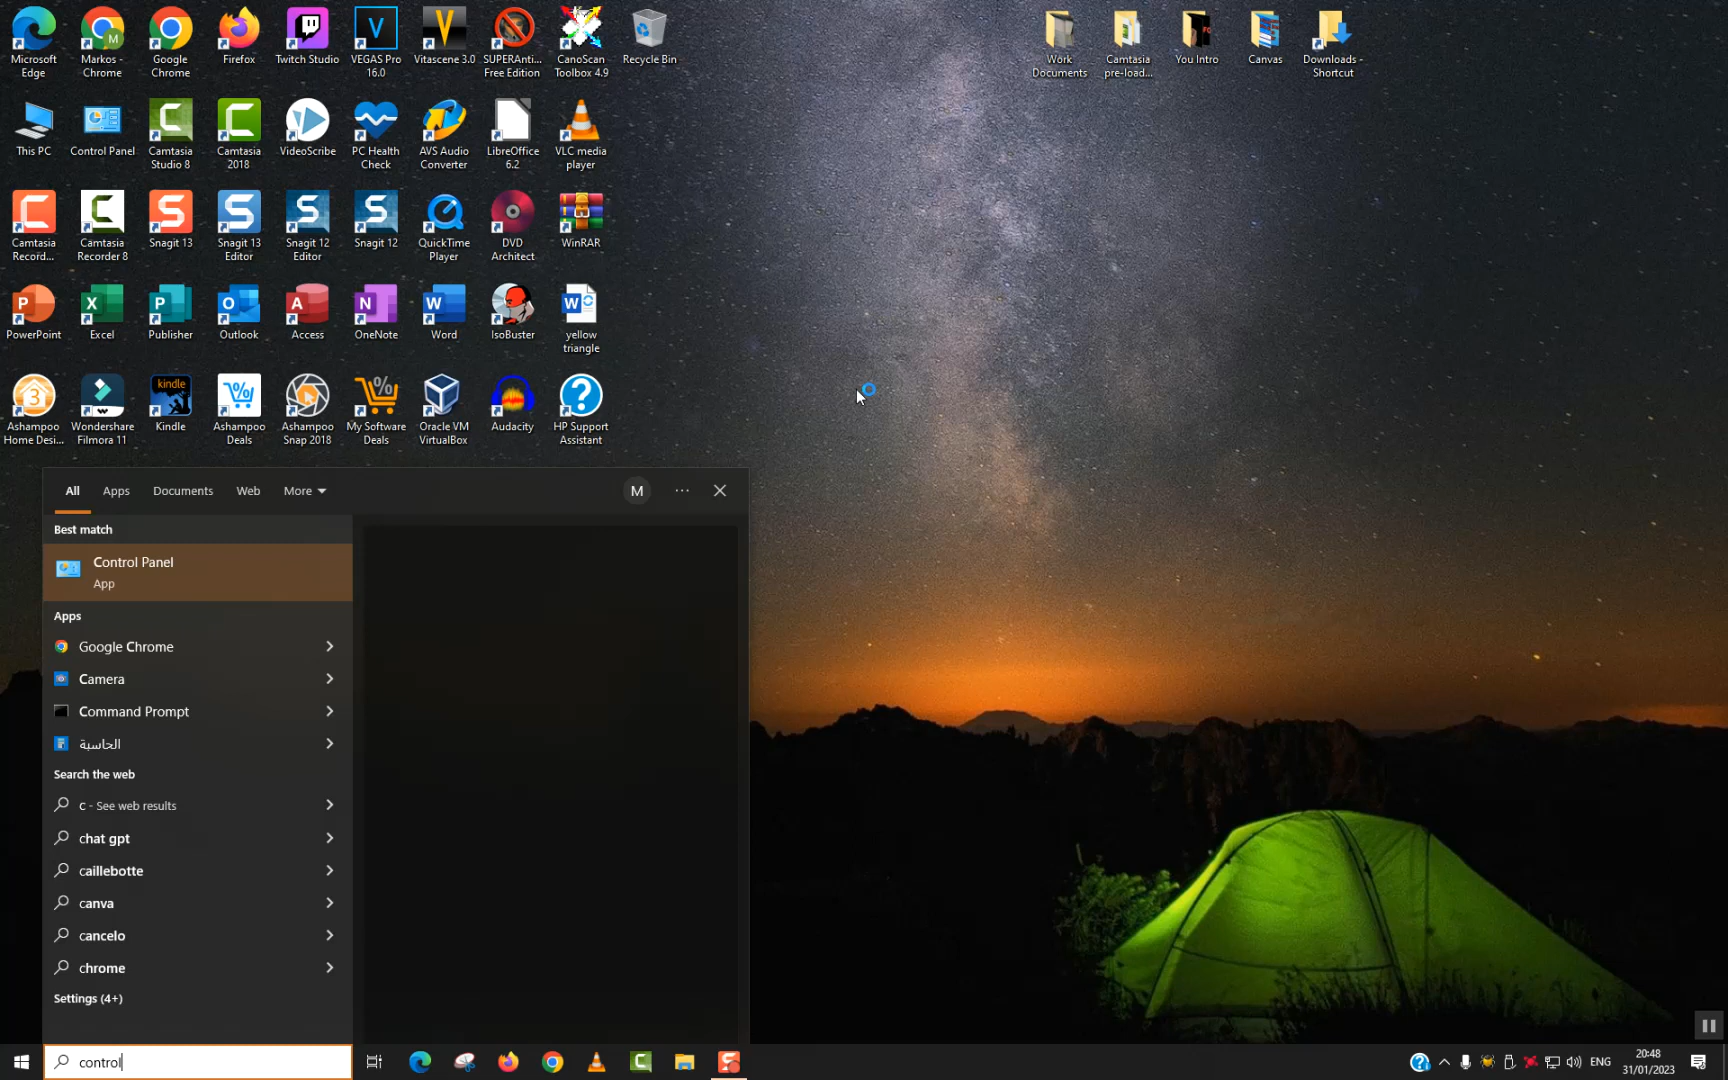 Microsoft Edge
Markos - Chrome
Google Chrome
Firefox
Twitch Studio
VEGAS Pro 16.0
Vitascene 3.0
SUPERAnti... Free Edition
CanoScan Toolbox 4.9
Recycle Bin
Work Documents
Camtasia pre-load...
You Intro
Canvas
Downloads - Shortcut
This PC
Control Panel
Camtasia Studio 8
Camtasia 2018
VideoScribe
PC Health Check
AVS Audio Converter
LibreOffice 6.2
VLC media player
Camtasia Record...
Camtasia Recorder 8
Snagit 13
Snagit 13 Editor
Snagit 12 Editor
Snagit 12
QuickTime Player
DVD Architect
WinRAR
PowerPoint
Excel
Publisher
Outlook
Access
OneNote
Word
IsoBuster
yellow triangle
Ashampoo Home Desi...
Wondershare Filmora 11
kindle
Kindle
Ashampoo Deals
Ashampoo Snap 2018
My Software Deals
Oracle VM VirtualBox
Audacity
HP Support Assistant
All Apps Documents Web More M
Best match
Control Panel
App
Apps
Google Chrome
Camera
Command Prompt
الحاسبة
Search the web
c - See web results
chat gpt
caillebotte
canva
cancelo
chrome
Settings (4+)
control
ENG
20:48
31/01/2023